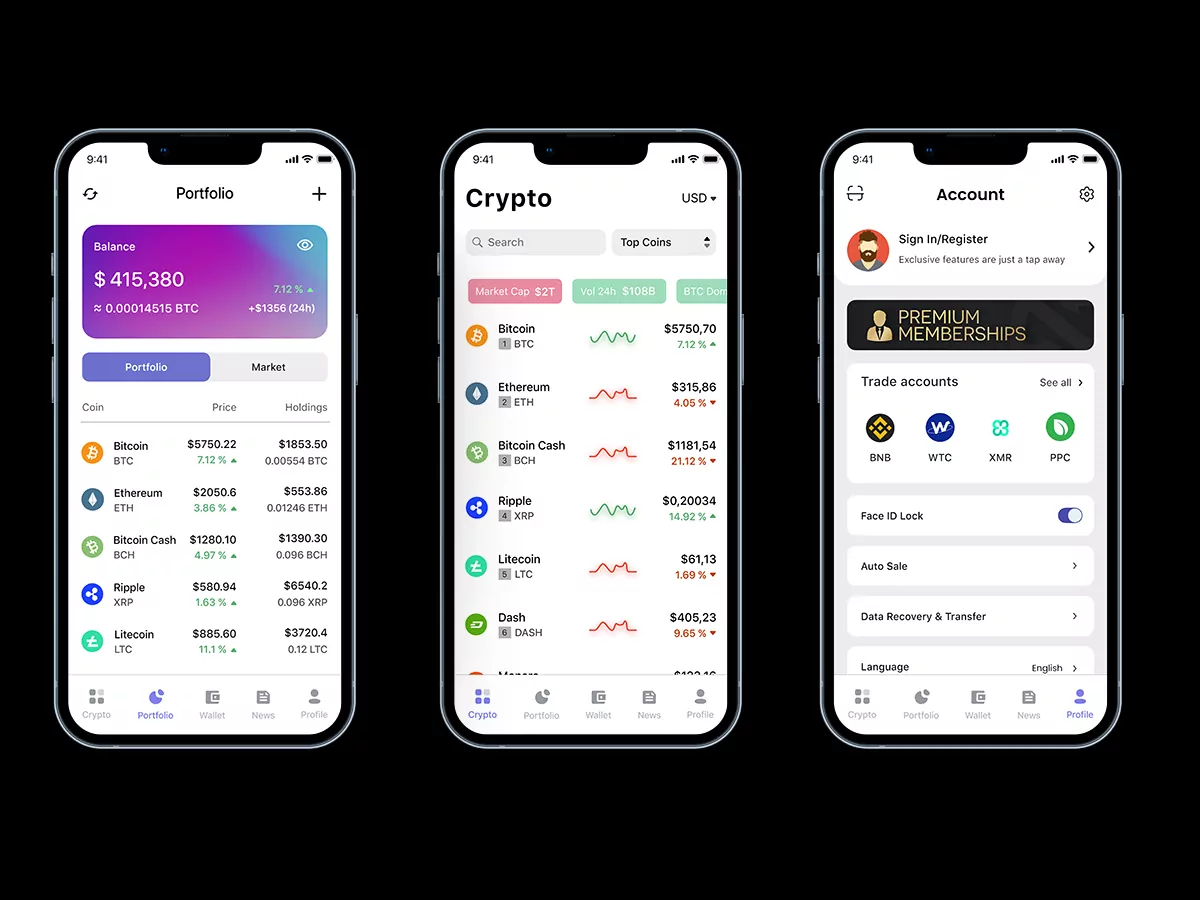 9:41
Portfolio
Balance
$ 415,380
7.12 %
≈ 0.00014515 BTC
+$1356 (24h)
Portfolio
Market
Coin Price Holdings
Bitcoin $5750.22 $1853.50
BTC 7.12 % 0.00554 BTC
Ethereum $2050.6 $553.86
ETH 3.86 % 0.01246 ETH
Bitcoin Cash $1280.10 $1390.30
BCH 4.97 % 0.096 BCH
Ripple $580.94 $6540.2
XRP 1.63 % 0.096 XRP
Litecoin $885.60 $3720.4
LTC 11.1 % 0.12 LTC
Crypto Portfolio Wallet News Profile
9:41
Crypto
USD
Search
Top Coins
Market Cap $2T
Vol 24h $108B
BTC Dom
Bitcoin $5750,70
1 BTC 7.12 %
Ethereum $315,86
2 ETH 4.05 %
Bitcoin Cash $1181,54
3 BCH 21.12 %
Ripple $0,20034
4 XRP 14.92 %
Litecoin $61,13
5 LTC 1.69 %
Dash $405,23
6 DASH 9.65 %
Crypto Portfolio Wallet News Profile
9:41
Account
Sign In/Register
Exclusive features are just a tap away
PREMIUM
MEMBERSHIPS
Trade accounts
See all
BNB WTC XMR PPC
Face ID Lock
Auto Sale
Data Recovery & Transfer
Language English
Crypto Portfolio Wallet News Profile